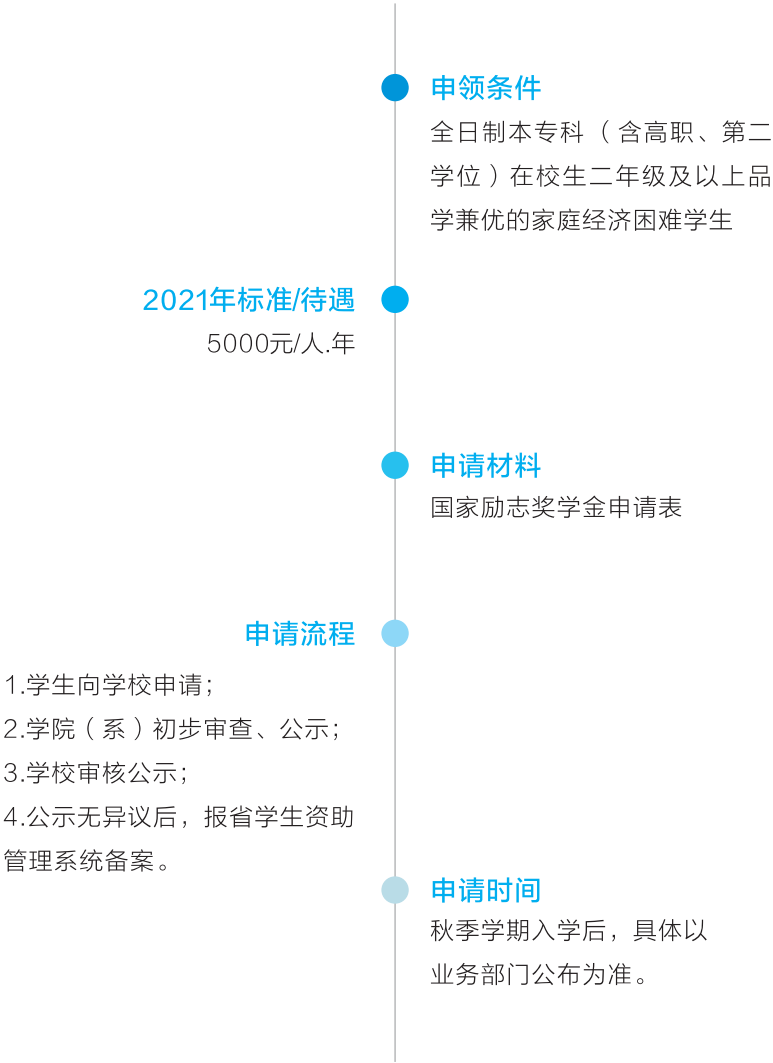 申领条件
全日制本专科（含高职、第二
学位）在校生二年级及以上品
学兼优的家庭经济困难学生
2021年标准/待遇
5000元/人.年
申请材料
国家励志奖学金申请表
申请流程
1.学生向学校申请；
2.学院（系）初步审查、公示；
3.学校审核公示；
4.公示无异议后，报省学生资助
管理系统备案。
申请时间
秋季学期入学后，具体以
业务部门公布为准。